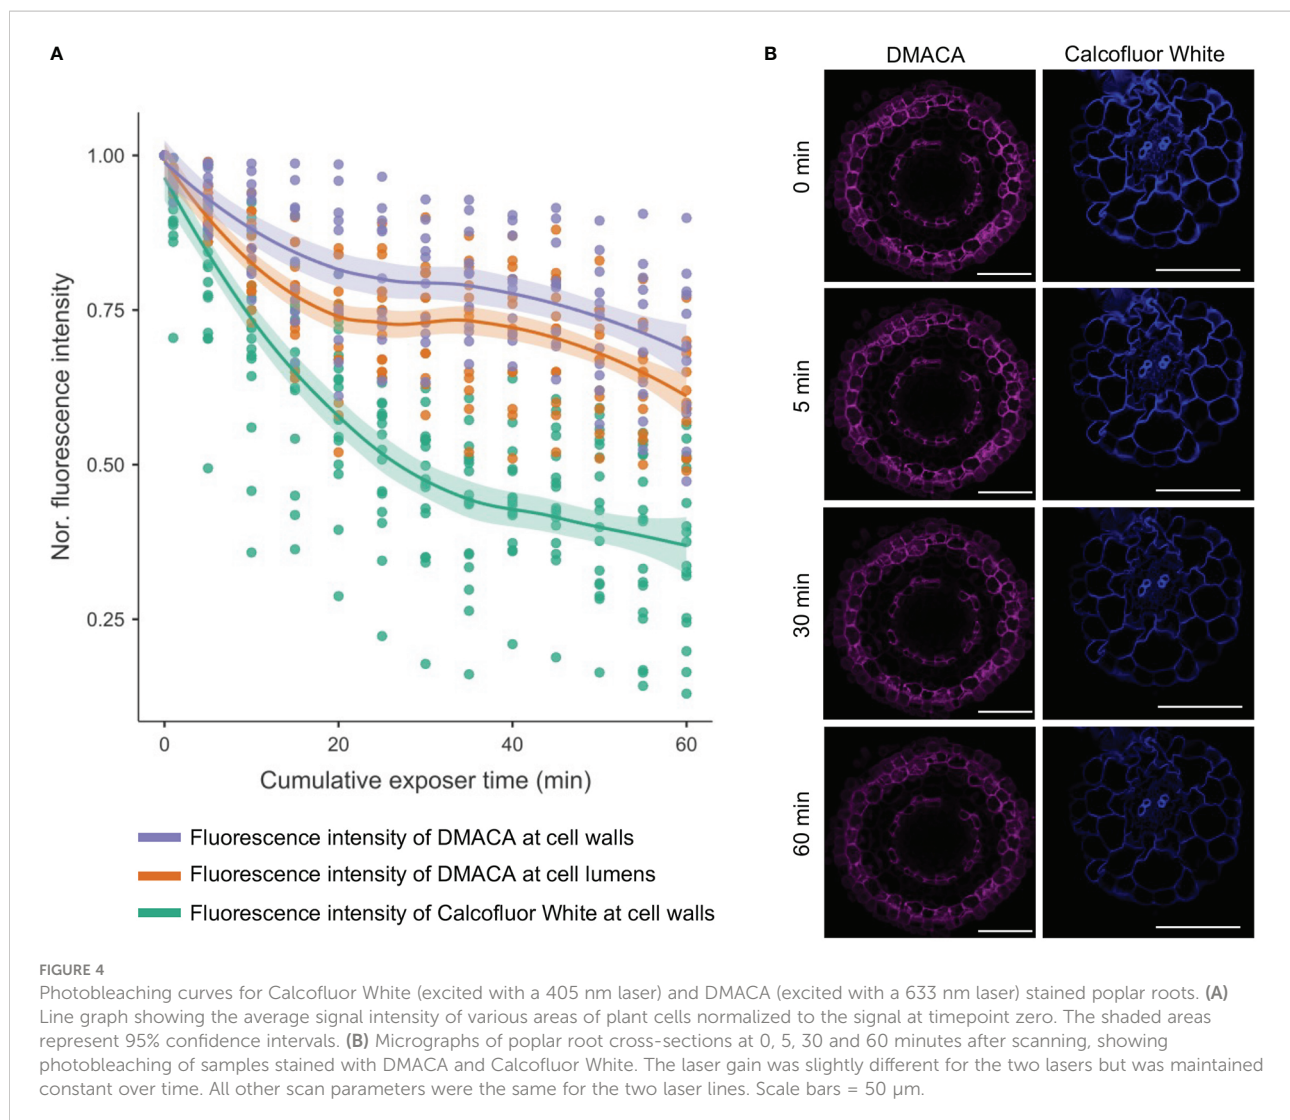 A
Nor. fluorescence intensity
1.00
0.75
0.50
0.25
0
20
40
60
Cumulative exposer time (min)
Fluorescence intensity of DMACA at cell walls
Fluorescence intensity of DMACA at cell lumens
Fluorescence intensity of Calcofluor White at cell walls
B
DMACA
Calcofluor White
0 min
5 min
30 min
60 min
FIGURE 4
Photobleaching curves for Calcofluor White (excited with a 405 nm laser) and DMACA (excited with a 633 nm laser) stained poplar roots. (A)
Line graph showing the average signal intensity of various areas of plant cells normalized to the signal at timepoint zero. The shaded areas
represent 95% confidence intervals. (B) Micrographs of poplar root cross-sections at 0, 5, 30 and 60 minutes after scanning, showing
photobleaching of samples stained with DMACA and Calcofluor White. The laser gain was slightly different for the two lasers but was maintained
constant over time. All other scan parameters were the same for the two laser lines. Scale bars = 50 µm.